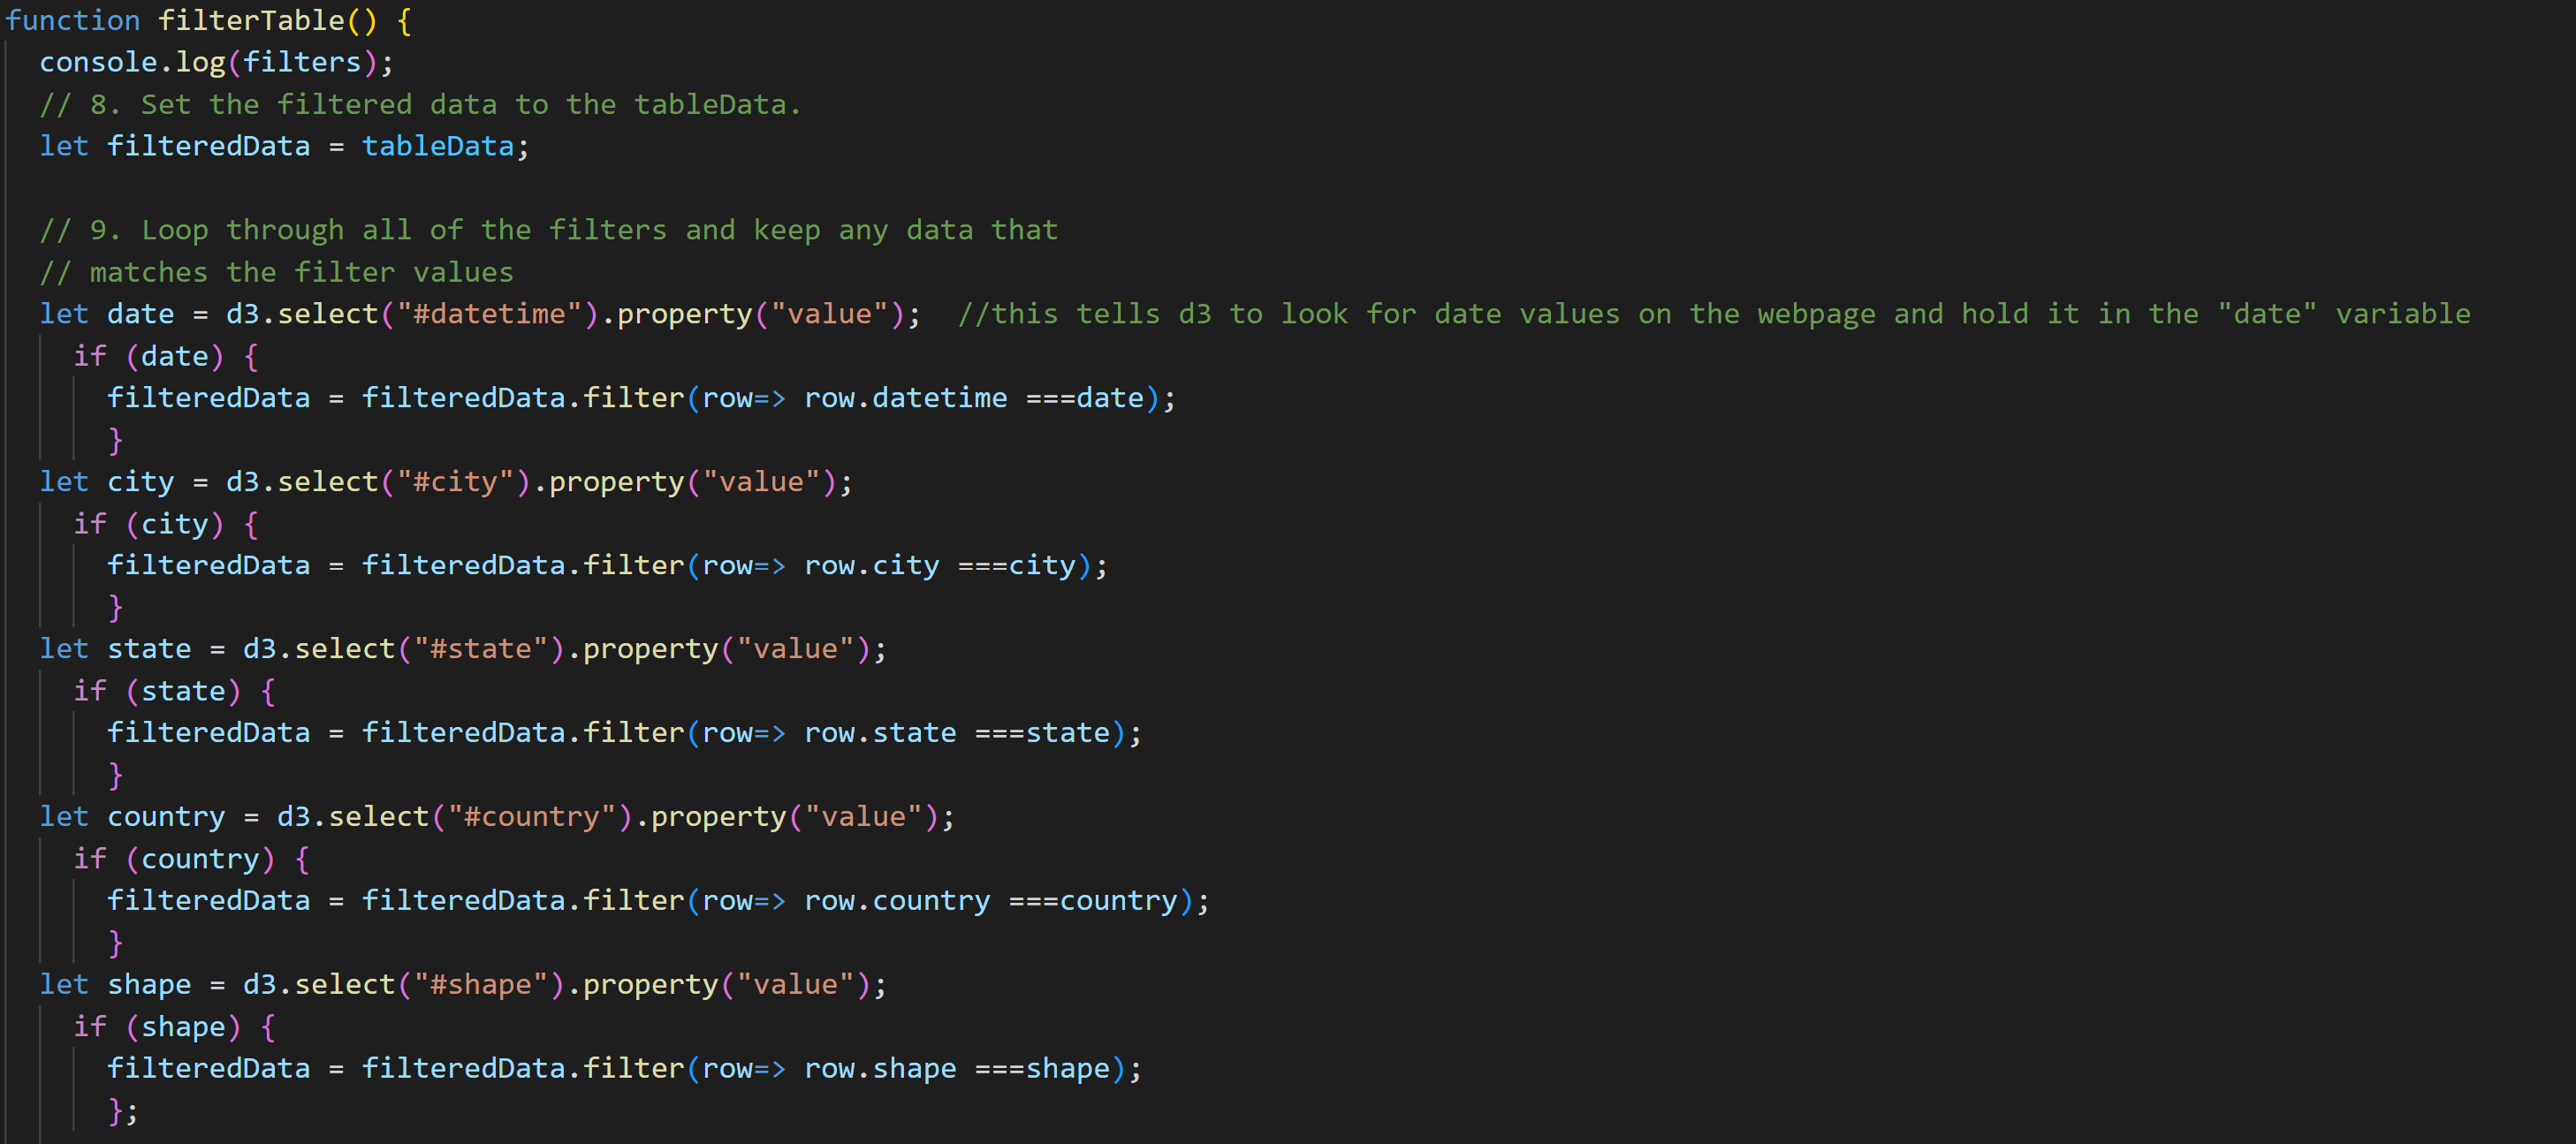 function filterTable() {
  console.log(filters);
  // 8. Set the filtered data to the tableData.
  let filteredData = tableData;

  // 9. Loop through all of the filters and keep any data that
  // matches the filter values
  let date = d3.select("#datetime").property("value");  //this tells d3 to look for date values on the webpage and hold it in the "date" variable
    if (date) {
      filteredData = filteredData.filter(row=> row.datetime ===date);
      }
  let city = d3.select("#city").property("value");
    if (city) {
      filteredData = filteredData.filter(row=> row.city ===city);
      }
  let state = d3.select("#state").property("value");
    if (state) {
      filteredData = filteredData.filter(row=> row.state ===state);
      }
  let country = d3.select("#country").property("value");
    if (country) {
      filteredData = filteredData.filter(row=> row.country ===country);
      }
  let shape = d3.select("#shape").property("value");
    if (shape) {
      filteredData = filteredData.filter(row=> row.shape ===shape);
      };